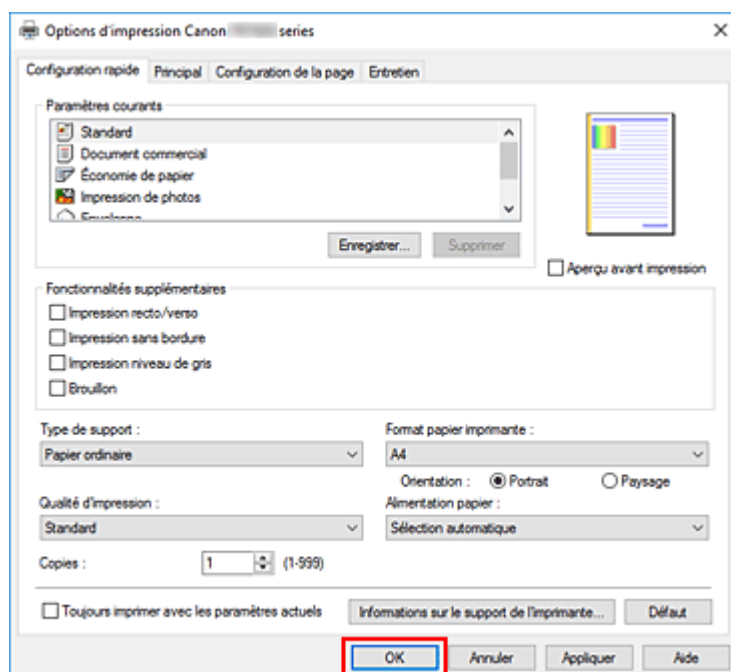 Options d'impression Canon series
Configuration rapide Principal Configuration de la page Entretien
Paramètres courants
Standard
Document commercial
Économie de papier
Impression de photos
Enregistrer... Supprimer
Aperçu avant impression
Fonctionnalités supplémentaires
Impression recto/verso
Impression sans bordure
Impression niveau de gris
Brouillon
Type de support :
Papier ordinaire
Format papier imprimante :
A4
Orientation : Portrait Paysage
Qualité d'impression :
Standard
Alimentation papier :
Sélection automatique
Copies : 1 (1-999)
Toujours imprimer avec les paramètres actuels Informations sur le support de l'imprimante... Défaut
OK Annuler Appliquer Aide